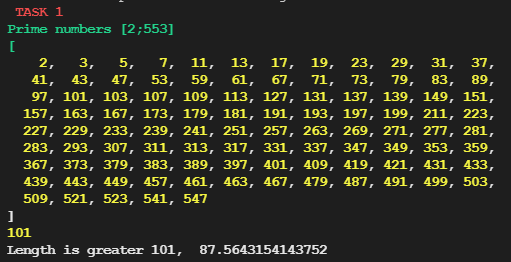 TASK 1
Prime numbers [2;553]
[
2, 3, 5, 7, 11, 13, 17, 19, 23, 29, 31, 37,
41, 43, 47, 53, 59, 61, 67, 71, 73, 79, 83, 89,
97, 101, 103, 107, 109, 113, 127, 131, 137, 139, 149, 151,
157, 163, 167, 173, 179, 181, 191, 193, 197, 199, 211, 223,
227, 229, 233, 239, 241, 251, 257, 263, 269, 271, 277, 281,
283, 293, 307, 311, 313, 317, 331, 337, 347, 349, 353, 359,
367, 373, 379, 383, 389, 397, 401, 409, 419, 421, 431, 433,
439, 443, 449, 457, 461, 463, 467, 479, 487, 491, 499, 503,
509, 521, 523, 541, 547
]
101
Length is greater 101,  87.5643154143752